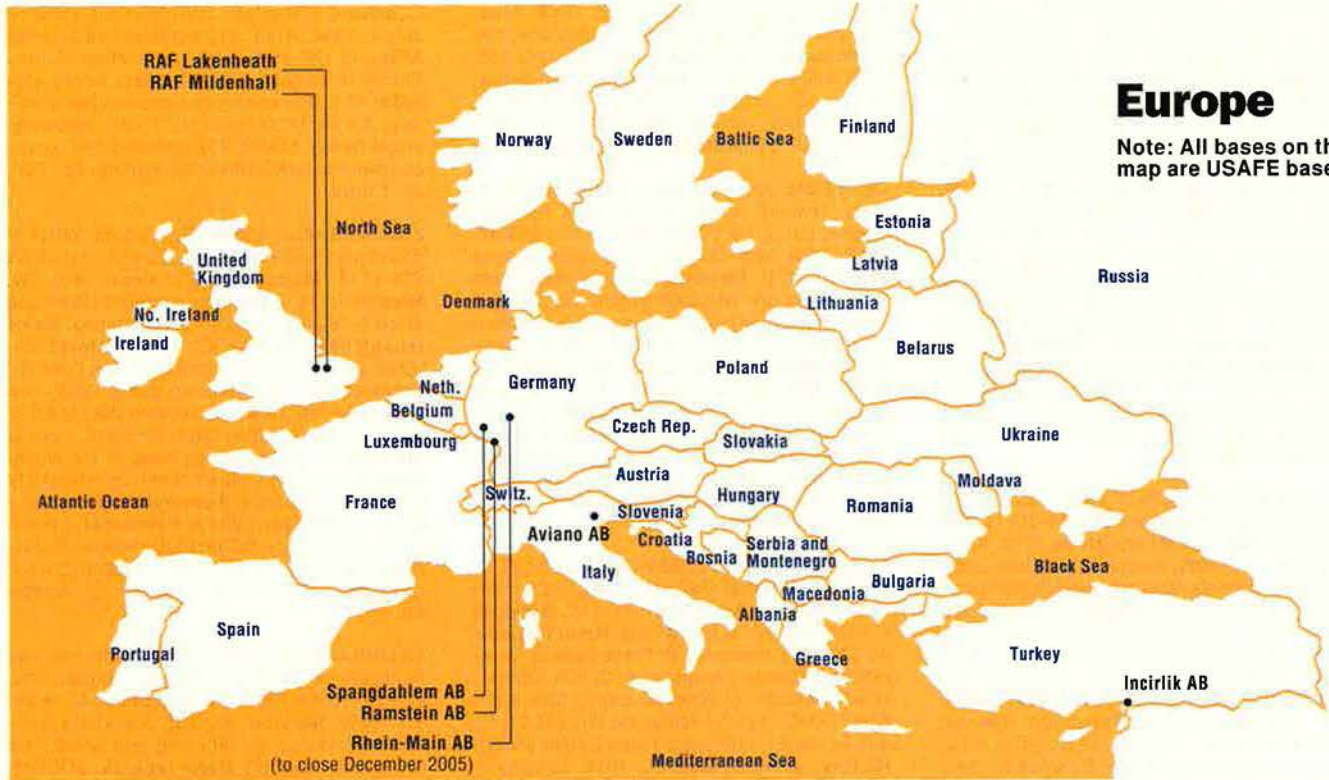 Europe
Note: All bases on th
map are USAFE base
RAF Lakenheath
RAF Mildenhall
Norway
Sweden
Baltic Sea
Finland
North Sea
Estonia
Latvia
Russia
United
Kingdom
Denmark
Lithuania
No. Ireland
Ireland
Belarus
Poland
Germany
Neth.
Belgium
Czech Rep.
Slovakia
Ukraine
Luxembourg
Austria
Moldava
Atlantic Ocean
France
Switz.
Hungary
Romania
Slovenia
Aviano AB
Croatia
Serbia and
Montenegro
Bosnia
Italy
Bulgaria
Black Sea
Macedonia
Albania
Spain
Portugal
Greece
Turkey
Incirlik AB
Spangdahlem AB
Ramstein AB
Rhein-Main AB
(to close December 2005)
Mediterranean Sea